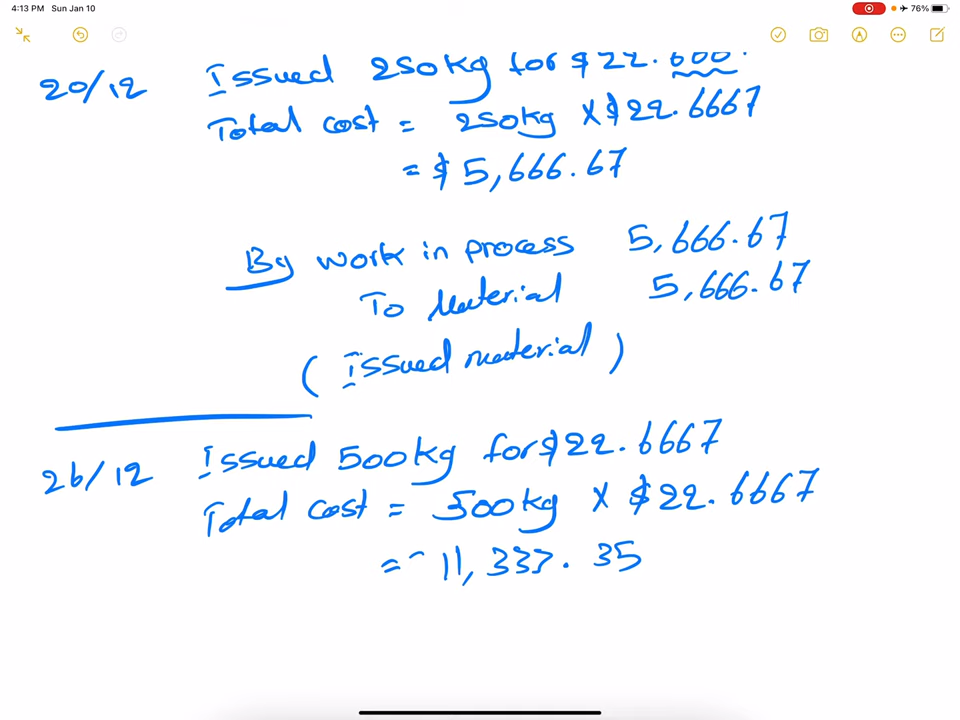 4:13 PM Sun Jan 10
76%
20/12 Issued 250kg for $22.600.
Total cost = 250kg X $22.6667
= $5,666.67
By work in process 5,666.67
To Material 5,666.67
(Issued material)
26/12 Issued 500kg for $22.6667
Total cost = 500kg X $22.6667
= 11,333.35